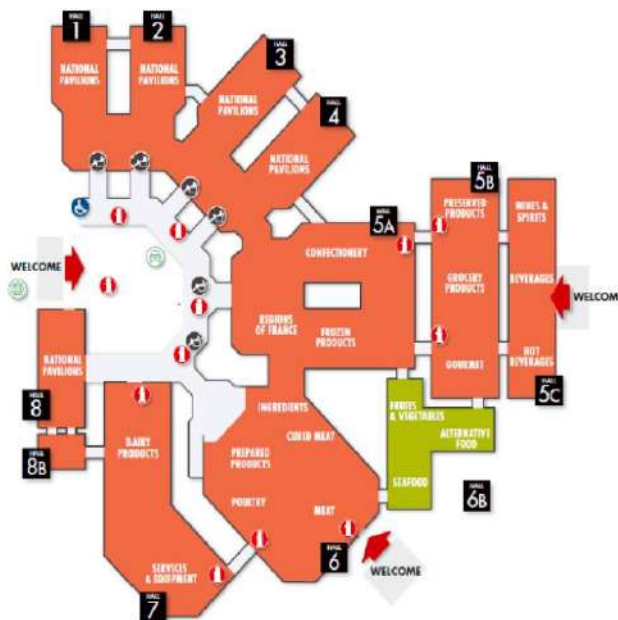 HALL
1
HALL
2
HALL
3
HALL
4
NATIONAL
PAVILIONS
NATIONAL
PAVILIONS
NATIONAL
PAVILIONS
NATIONAL
PAVILIONS
HALL
5A
HALL
5B
PRESERVED
PRODUCTS
WINES &
SPIRITS
CONFECTIONERY
WELCOME
GROCERY
PRODUCTS
BEVERAGES
WELCOM
REGIONS
OF FRANCE
FROZEN
PRODUCTS
NATIONAL
PAVILIONS
GOURMET
HOT
BEVERAGES
HALL
5C
HALL
8
HALL
8B
INGREDIENTS
FRUITS
& VEGETABLES
DAIRY
PRODUCTS
CURED MEAT
ALTERNATIVE
FOOD
PREPARED
PRODUCTS
SEAFOOD
HALL
6B
POULTRY
MEAT
HALL
6
WELCOME
SERVICES
& EQUIPMENT
HALL
7